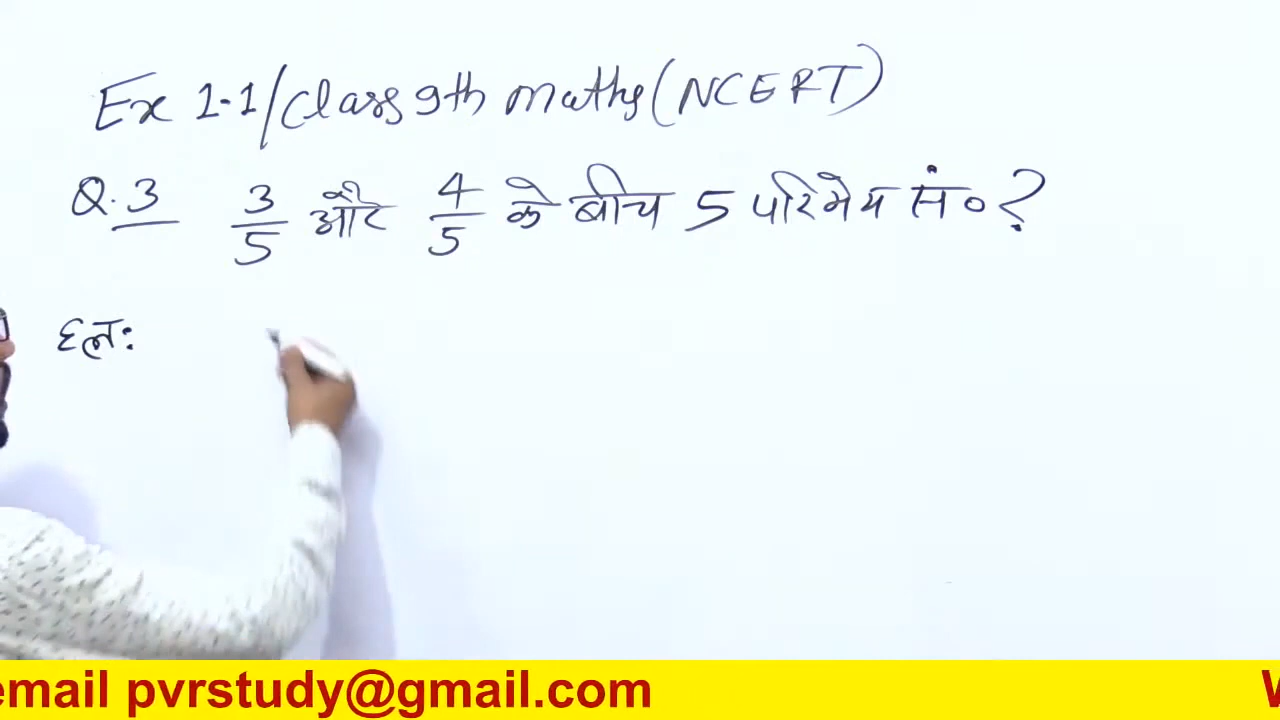 Ex 1.1/Class 9th maths (NCERT)
Q.3 3/5 और 4/5 के बीच 5 परिमेय सं० ?
हल:
email pvrstudy@gmail.com